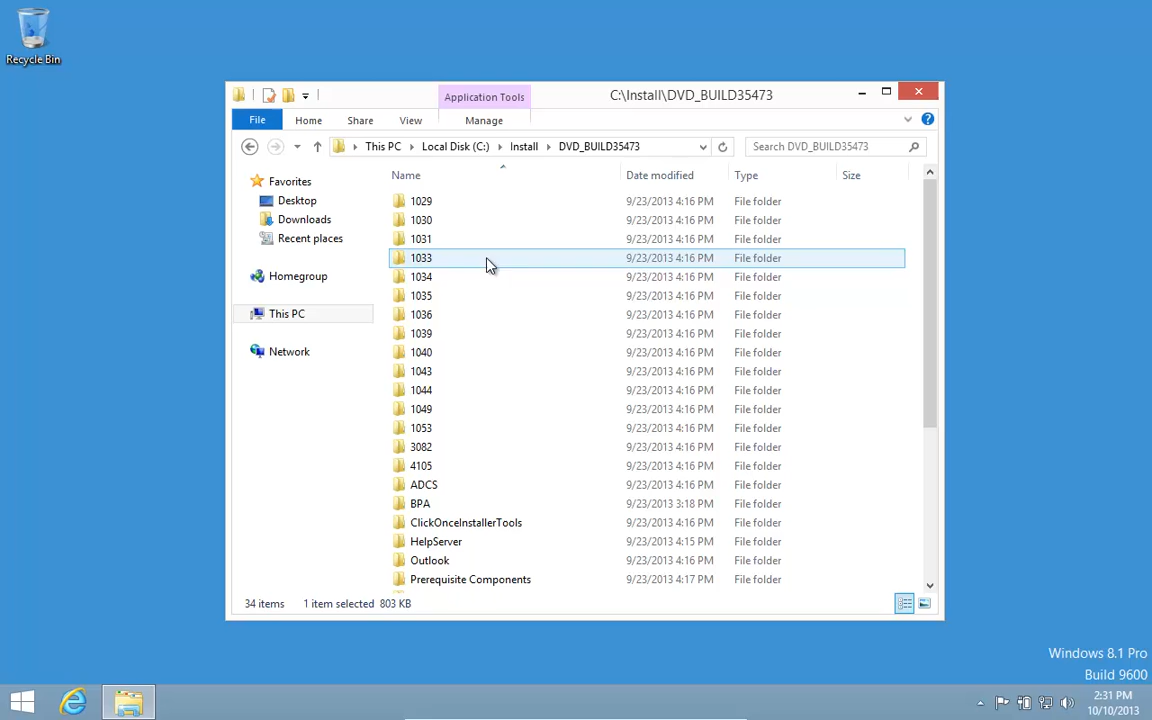 Recycle Bin
Application Tools
C:\Install\DVD_BUILD35473
File
Home
Share
View
Manage
This PC
Local Disk (C:)
Install
DVD_BUILD35473
Search DVD_BUILD35473
Name
Date modified
Type
Size
Favorites
Desktop
Downloads
Recent places
Homegroup
This PC
Network
1029 9/23/2013 4:16 PM File folder
1030 9/23/2013 4:16 PM File folder
1031 9/23/2013 4:16 PM File folder
1033 9/23/2013 4:16 PM File folder
1034 9/23/2013 4:16 PM File folder
1035 9/23/2013 4:16 PM File folder
1036 9/23/2013 4:16 PM File folder
1039 9/23/2013 4:16 PM File folder
1040 9/23/2013 4:16 PM File folder
1043 9/23/2013 4:16 PM File folder
1044 9/23/2013 4:16 PM File folder
1049 9/23/2013 4:16 PM File folder
1053 9/23/2013 4:16 PM File folder
3082 9/23/2013 4:16 PM File folder
4105 9/23/2013 4:16 PM File folder
ADCS 9/23/2013 4:16 PM File folder
BPA 9/23/2013 3:18 PM File folder
ClickOnceInstallerTools 9/23/2013 4:16 PM File folder
HelpServer 9/23/2013 4:15 PM File folder
Outlook 9/23/2013 4:16 PM File folder
Prerequisite Components 9/23/2013 4:17 PM File folder
34 items 1 item selected 803 KB
Windows 8.1 Pro
Build 9600
2:31 PM
10/10/2013